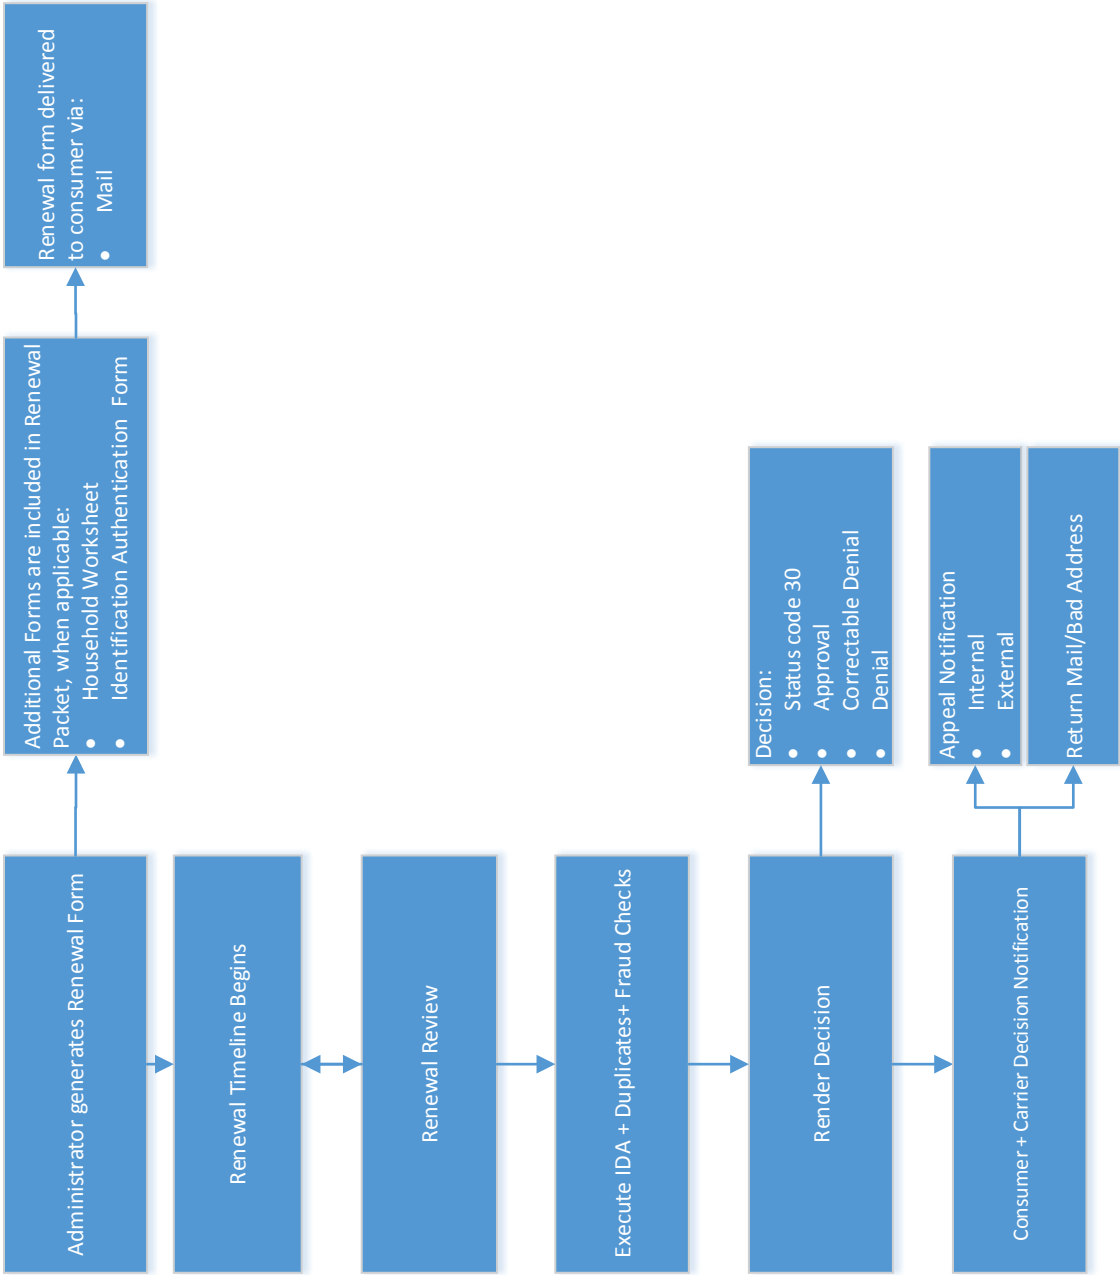 Administrator generates Renewal Form
Additional Forms are included in Renewal
Packet, when applicable:
● Household Worksheet
● Identification Authentication Form
Renewal form delivered
to consumer via:
● Mail
Renewal Timeline Begins
Renewal Review
Execute IDA + Duplicates+ Fraud Checks
Render Decision
Decision:
● Status code 30
● Approval
● Correctable Denial
● Denial
Consumer + Carrier Decision Notification
Appeal Notification
● Internal
● External
Return Mail/Bad Address